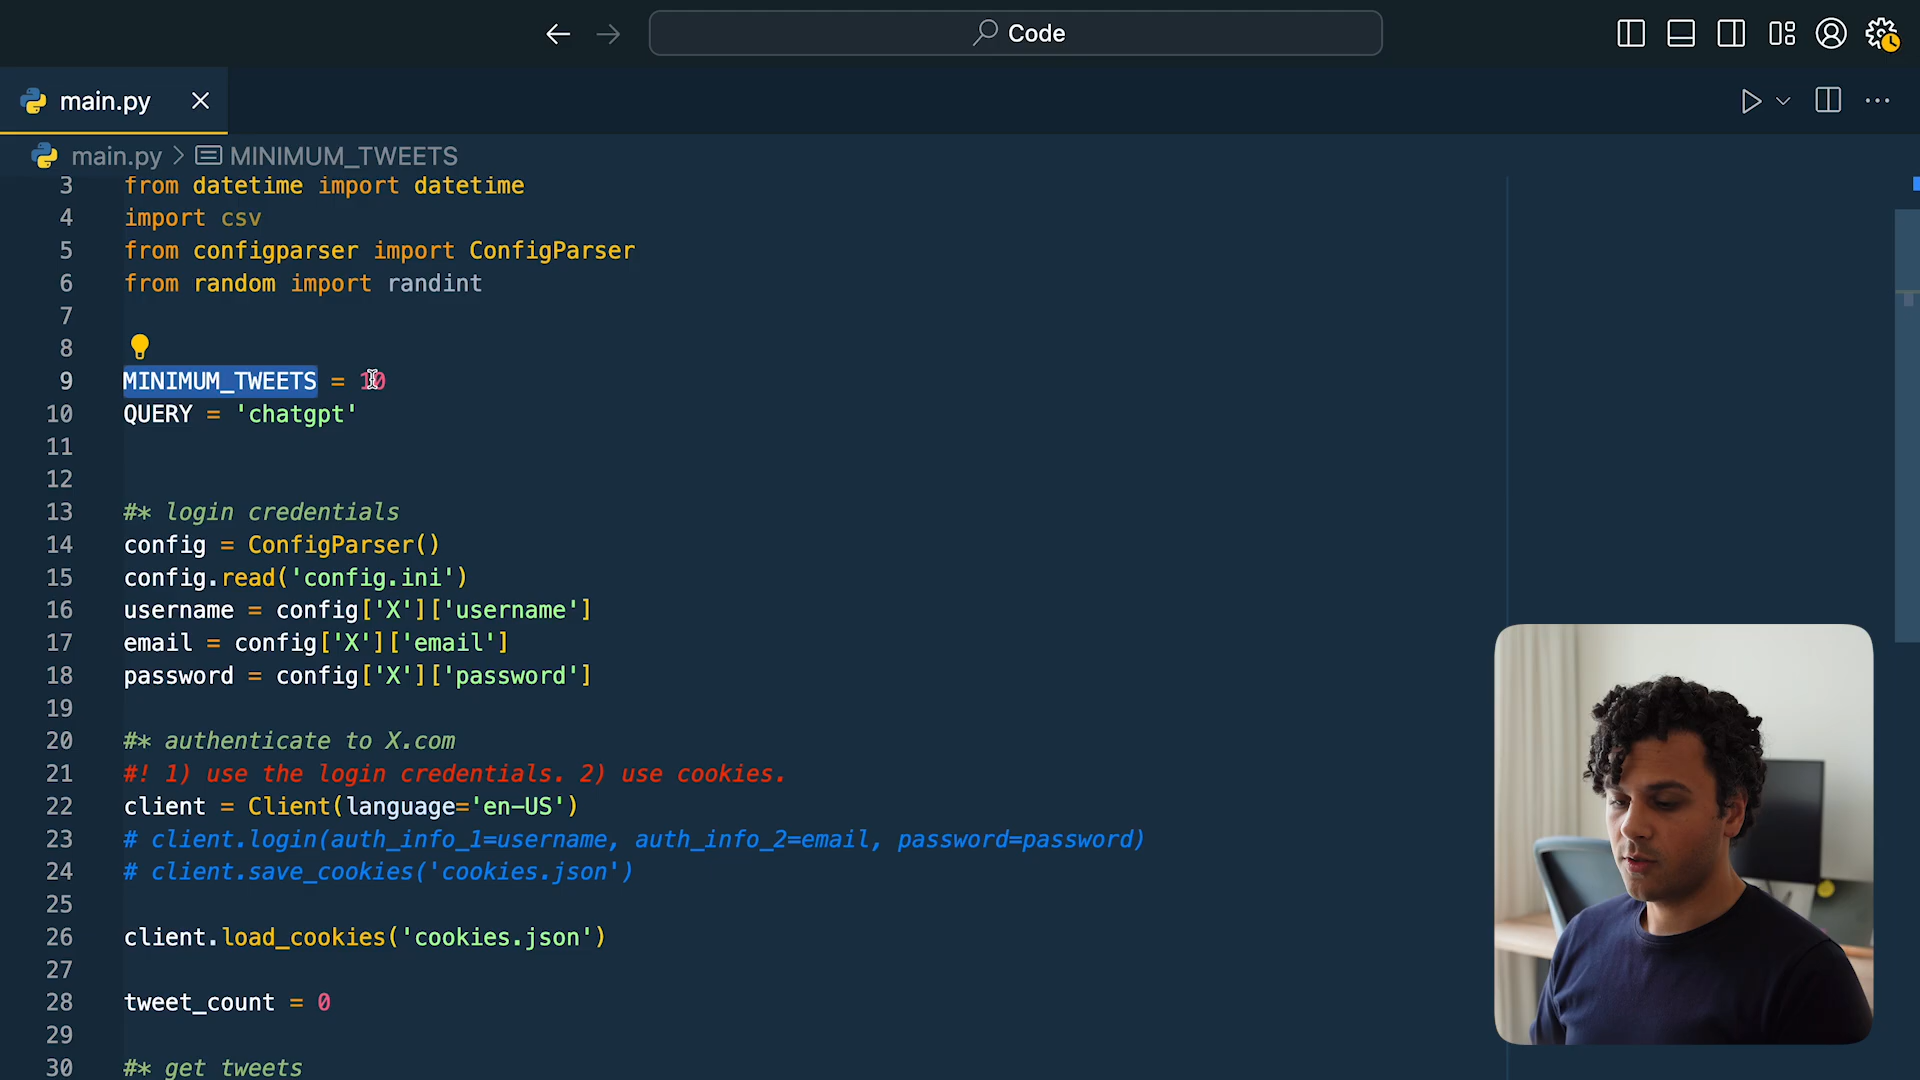 Code
main.py
main.py > MINIMUM_TWEETS
3 from datetime import datetime
4 import csv
5 from configparser import ConfigParser
6 from random import randint
7
8
9 MINIMUM_TWEETS = 10
10 QUERY = 'chatgpt'
11
12
13 #* login credentials
14 config = ConfigParser()
15 config.read('config.ini')
16 username = config['X']['username']
17 email = config['X']['email']
18 password = config['X']['password']
19
20 #* authenticate to X.com
21 #! 1) use the login credentials. 2) use cookies.
22 client = Client(language='en-US')
23 # client.login(auth_info_1=username, auth_info_2=email, password=password)
24 # client.save_cookies('cookies.json')
25
26 client.load_cookies('cookies.json')
27
28 tweet_count = 0
29
30 #* get tweets